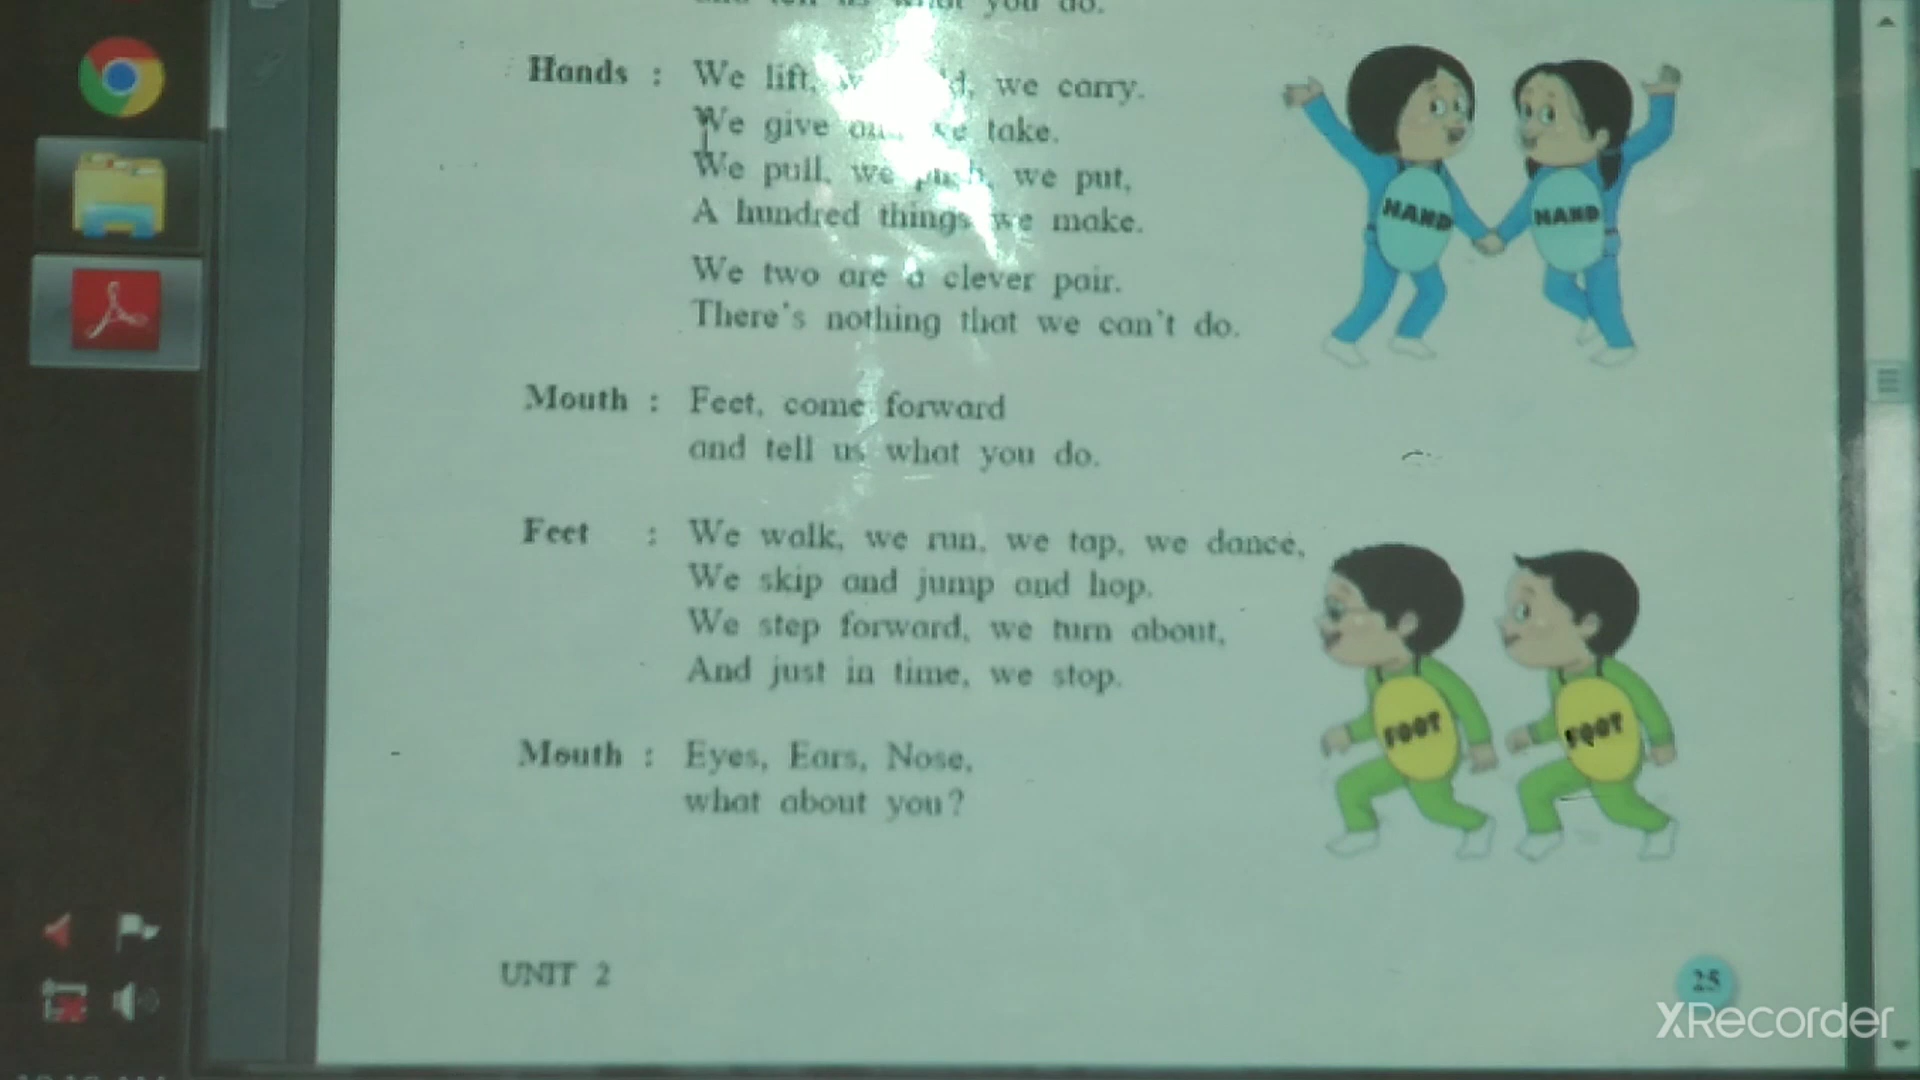 what you do.
Hands : We lift, we carry.
We give we take.
We pull, we push, we put,
A hundred things we make.
We two are a clever pair.
There's nothing that we can't do.
HAND
HAND
Mouth : Feet, come forward
and tell us what you do.
Feet : We walk, we run, we tap, we dance,
We skip and jump and hop.
We step forward, we turn about,
And just in time, we stop.
FOOT
FOOT
Mouth : Eyes, Ears, Nose,
what about you?
UNIT 2
25
XRecorder